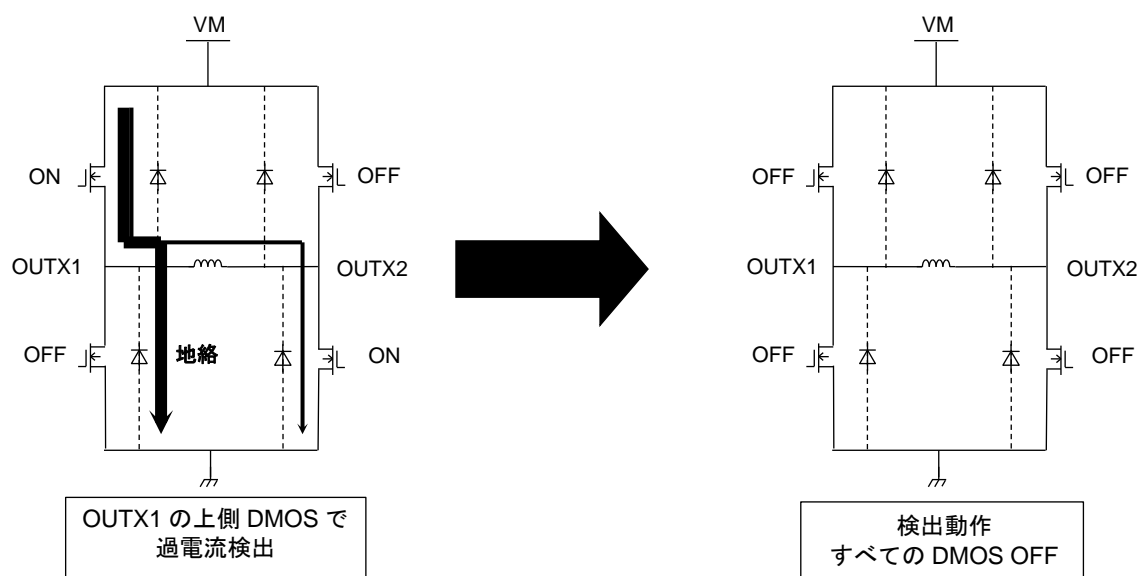 VM
ON
OFF
OUTX1
OUTX2
OFF
地絡
ON
OUTX1 の上側 DMOS で
過電流検出
VM
OFF
OFF
OUTX1
OUTX2
OFF
OFF
検出動作
すべての DMOS OFF